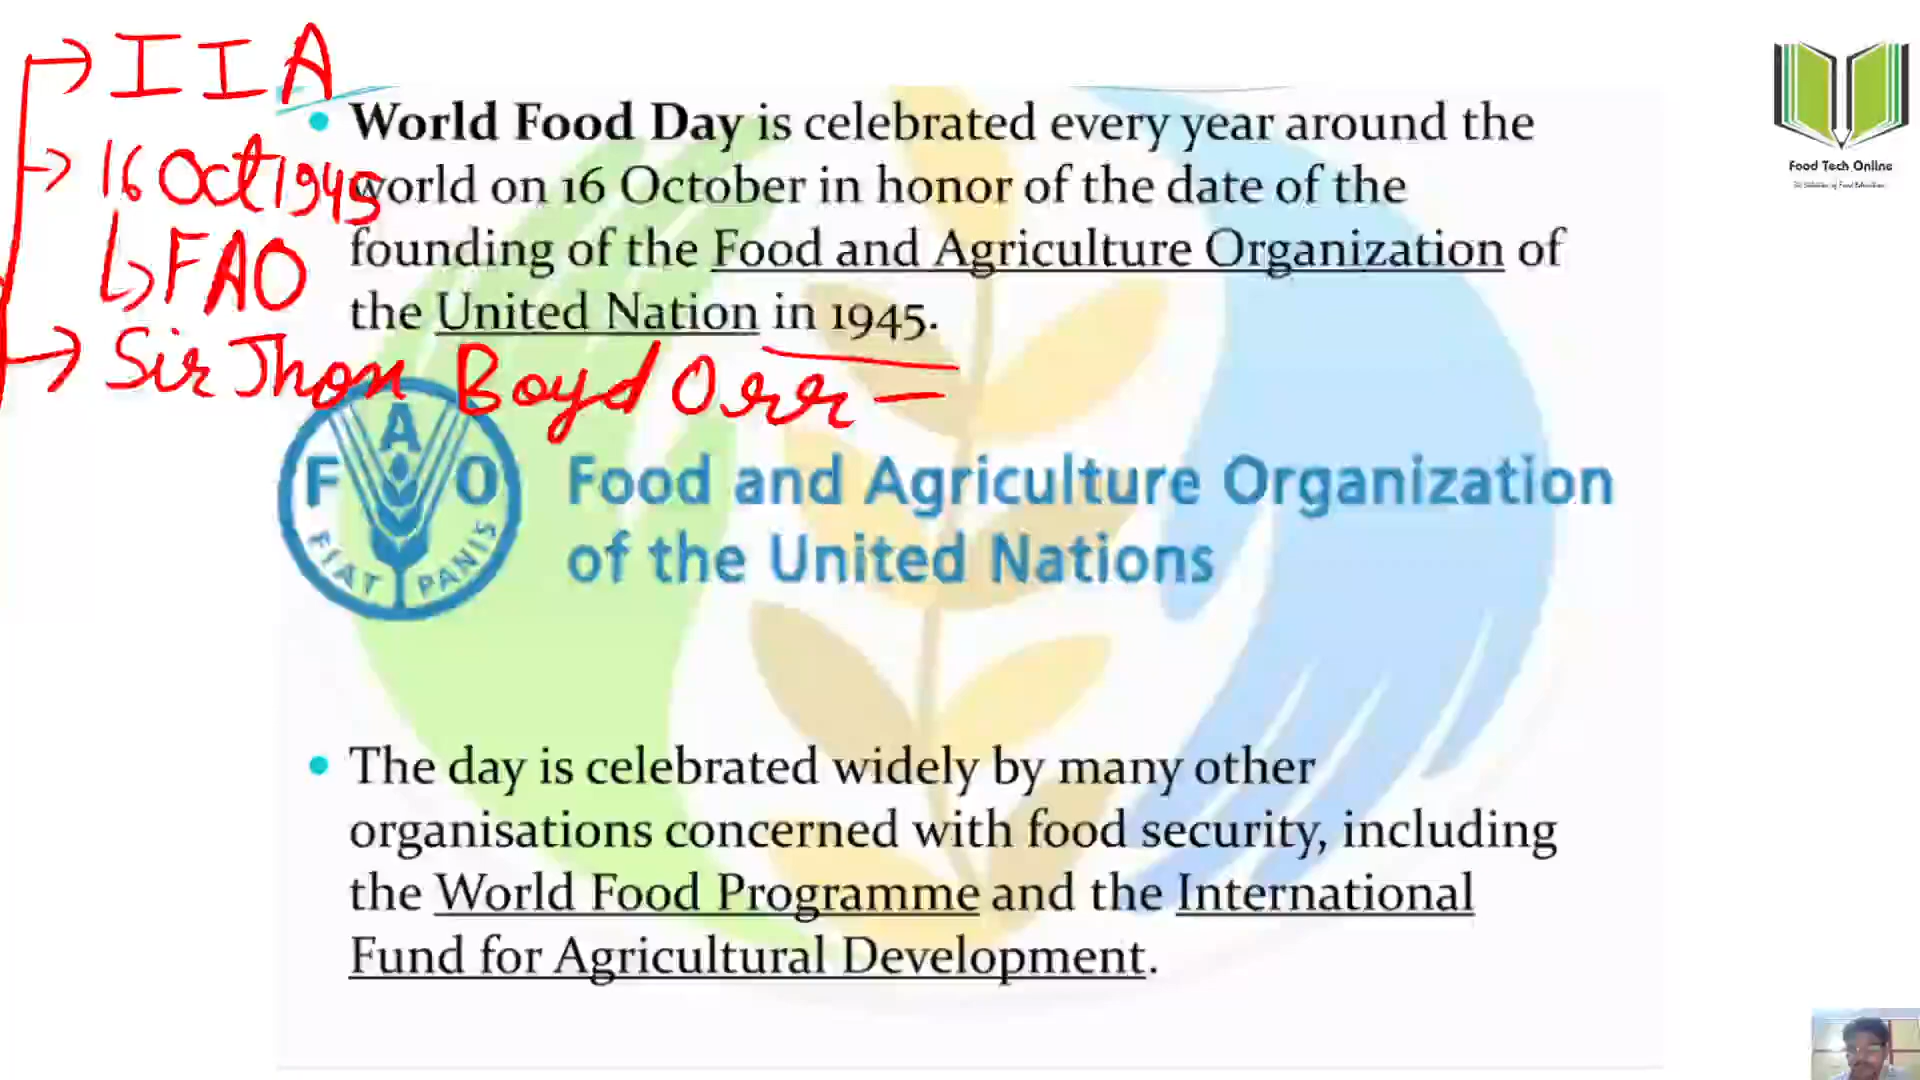 → I I A
• World Food Day is celebrated every year around the
→ 16 Oct 1945
world on 16 October in honor of the date of the
↳ FAO
founding of the Food and Agriculture Organization of
the United Nation in 1945.
→ Sir Jhon Boyd Orr –
FAO
FIAT PANIS
Food and Agriculture Organization
of the United Nations
• The day is celebrated widely by many other
organisations concerned with food security, including
the World Food Programme and the International
Fund for Agricultural Development.
Food Tech Online